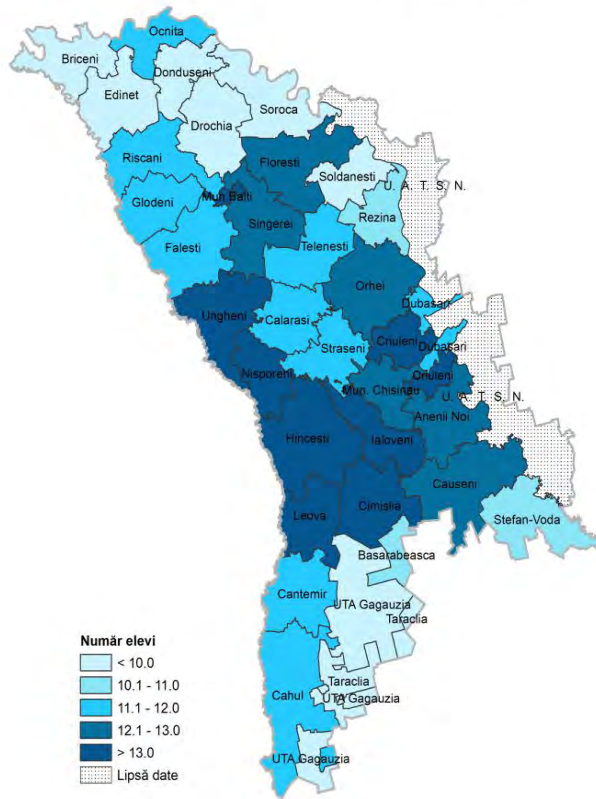 Ocnita
Briceni
Donduseni
Edinet
Soroca
Drochia
Riscani
Floresti
Soldanesti
U. A. T. S. N.
Glodeni
Mun Balti
Singerei
Rezina
Falesti
Telenesti
Orhei
Ungheni
Dubasari
Calarasi
Criuleni
Straseni
Dubasari
Nisporeni
Criuleni
Mun. Chisinau
U. A. T. S. N.
Anenii Noi
Hincesti
Ialoveni
Causeni
Leova
Cimislia
Stefan-Voda
Basarabeasca
Cantemir
UTA Gagauzia
Taraclia
Număr elevi
< 10.0
10.1 - 11.0
11.1 - 12.0
12.1 - 13.0
> 13.0
Lipsă date
Taraclia
Cahul
UTA Gagauzia
UTA Gagauzia